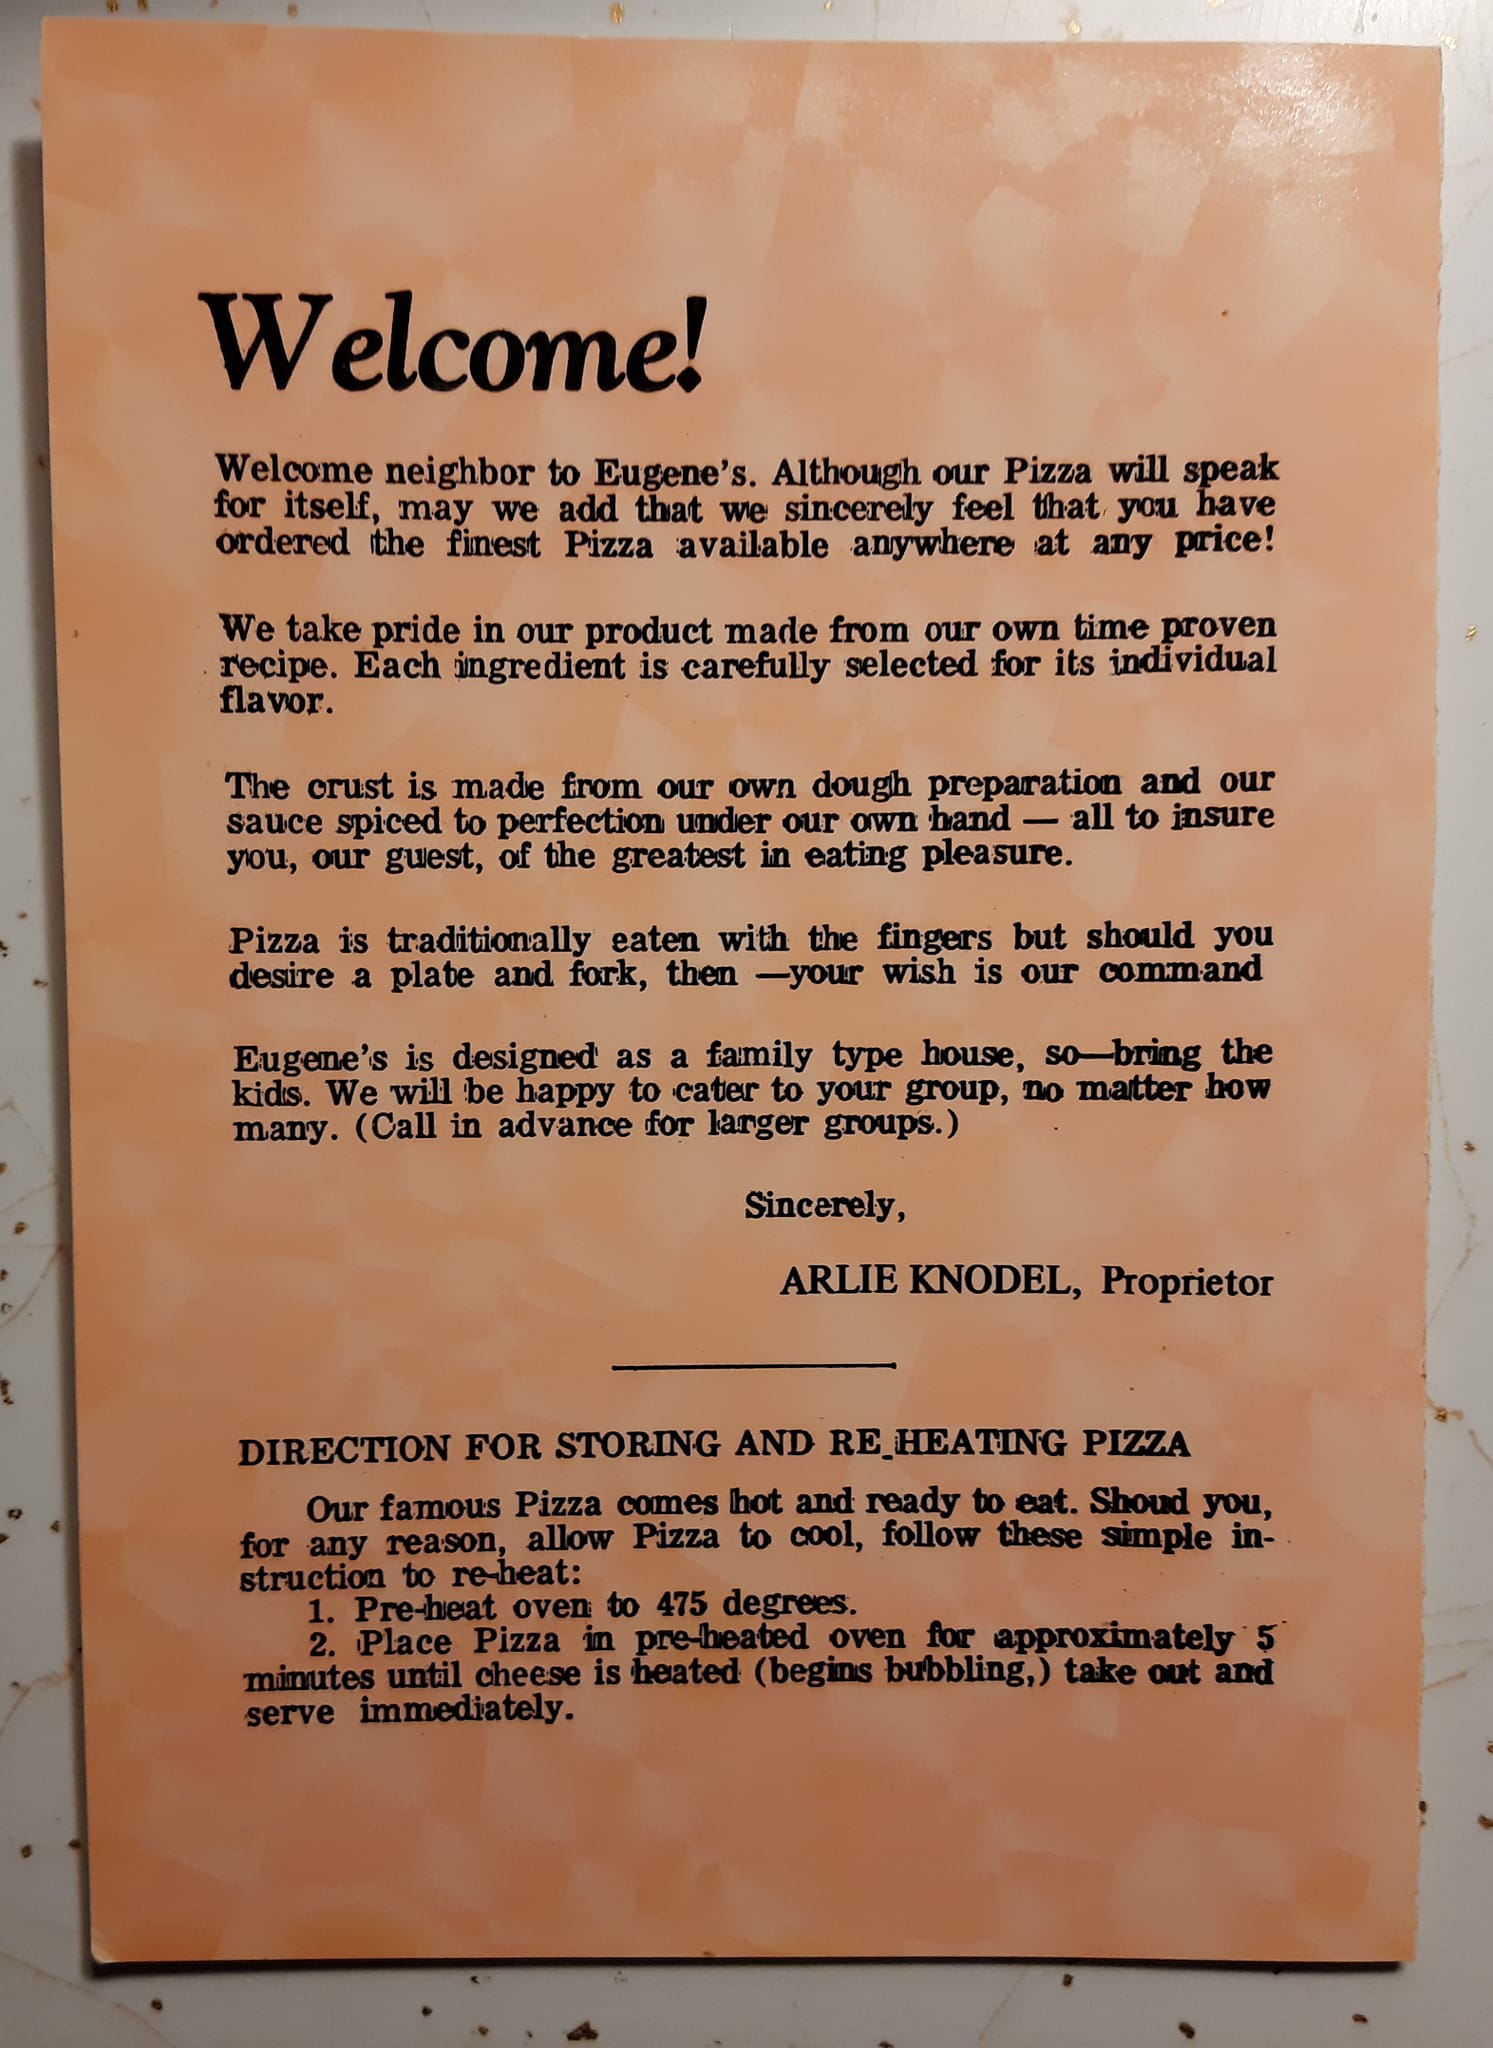 Welcome!
Welcome neighbor to Eugene's. Although our Pizza will speak
for itself, may we add that we sincerely feel that you have
ordered the finest Pizza available anywhere at any price!
We take pride in our product made from our own time proven
recipe. Each ingredient is carefully selected for its individual
flavor.
The crust is made from our own dough preparation and our
sauce spiced to perfection under our own hand — all to insure
you, our guest, of the greatest in eating pleasure.
Pizza is traditionally eaten with the fingers but should you
desire a plate and fork, then —your wish is our command
Eugene's is designed as a family type house, so—bring the
kids. We will be happy to cater to your group, no matter how
many. (Call in advance for larger groups.)
Sincerely,
ARLIE KNODEL, Proprietor
DIRECTION FOR STORING AND RE_HEATING PIZZA
Our famous Pizza comes hot and ready to eat. Shoud you,
for any reason, allow Pizza to cool, follow these simple in-
struction to re-heat:
1. Pre-heat oven to 475 degrees.
2. Place Pizza in pre-heated oven for approximately 5
minutes until cheese is heated (begins bubbling,) take out and
serve immediately.